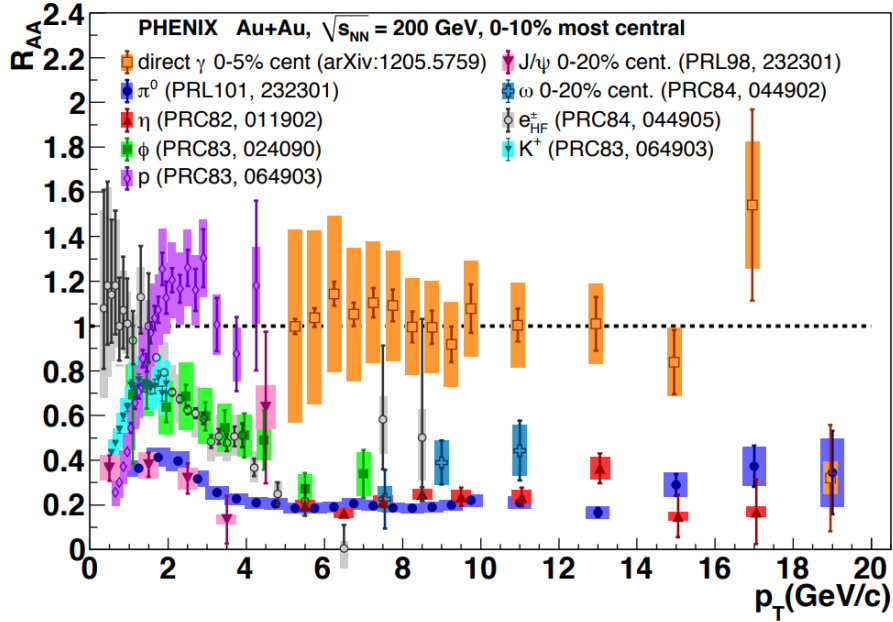 PHENIX Au+Au, √sNN = 200 GeV, 0-10% most central
direct γ 0-5% cent (arXiv:1205.5759)
π0 (PRL101, 232301)
η (PRC82, 011902)
ϕ (PRC83, 024090)
p (PRC83, 064903)
J/ψ 0-20% cent. (PRL98, 232301)
ω 0-20% cent. (PRC84, 044902)
e±HF (PRC84, 044905)
K+ (PRC83, 064903)
RAA
2.4
2.2
2
1.8
1.6
1.4
1.2
1
0.8
0.6
0.4
0.2
0
0 2 4 6 8 10 12 14 16 18 20
pT(GeV/c)